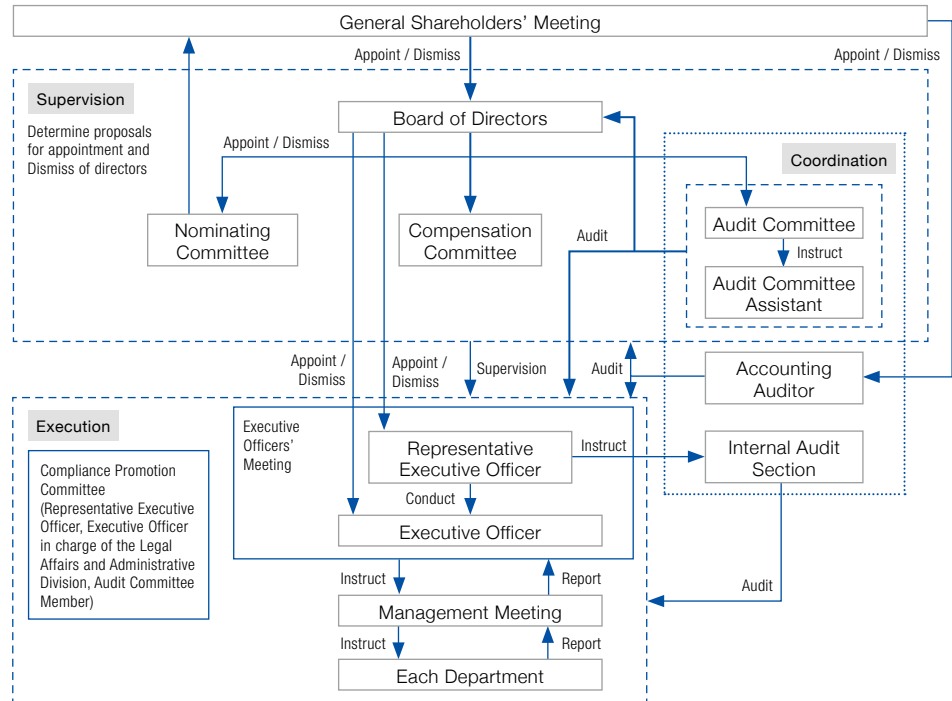 General Shareholders' Meeting
Appoint / Dismiss
Appoint / Dismiss
Supervision
Determine proposals
for appointment and
Dismiss of directors
Board of Directors
Appoint / Dismiss
Coordination
Nominating
Committee
Compensation
Committee
Audit
Audit Committee
Instruct
Audit Committee
Assistant
Appoint /
Dismiss
Appoint /
Dismiss
Supervision
Audit
Accounting
Auditor
Execution
Executive
Officers'
Meeting
Representative
Executive Officer
Instruct
Internal Audit
Section
Compliance Promotion
Committee
(Representative Executive
Officer, Executive Officer
in charge of the Legal
Affairs and Administrative
Division, Audit Committee
Member)
Conduct
Executive Officer
Instruct
Report
Audit
Management Meeting
Instruct
Report
Each Department